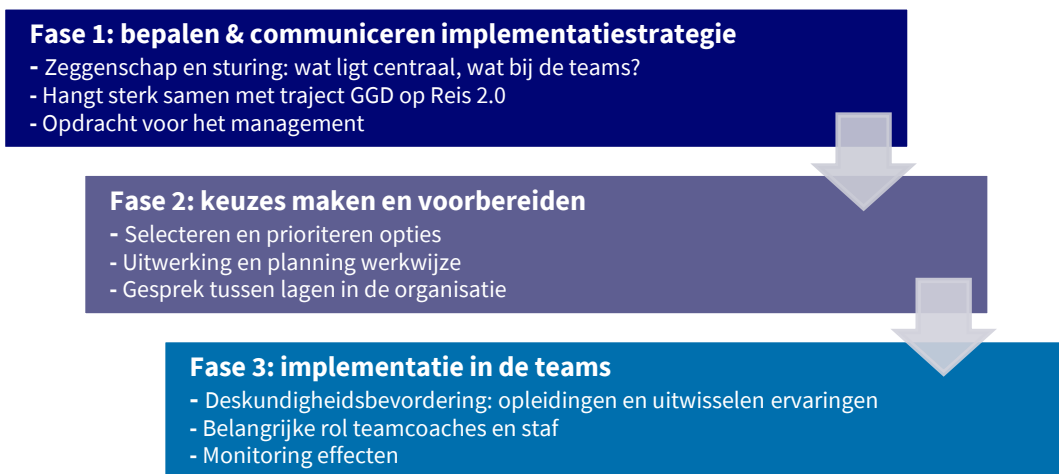 Fase 1: bepalen & communiceren implementatiestrategie
- Zeggenschap en sturing: wat ligt centraal, wat bij de teams?
- Hangt sterk samen met traject GGD op Reis 2.0
- Opdracht voor het management
Fase 2: keuzes maken en voorbereiden
- Selecteren en prioriteren opties
- Uitwerking en planning werkwijze
- Gesprek tussen lagen in de organisatie
Fase 3: implementatie in de teams
- Deskundigheidsbevordering: opleidingen en uitwisselen ervaringen
- Belangrijke rol teamcoaches en staf
- Monitoring effecten